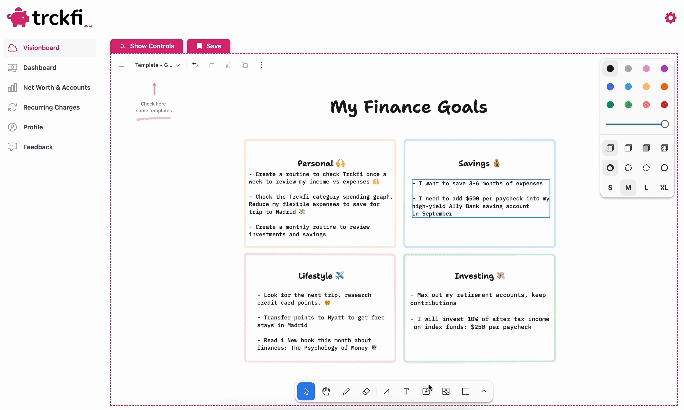 trckfi
Show Controls
Save
Visionboard
Dashboard
Net Worth & Accounts
Recurring Charges
Profile
Feedback
Template - G...
Check here
some templates
My Finance Goals
Personal 🙌
- Create a routine to check Trckfi once a
week to review my income vs expenses 🙌
- Check the Trckfi category spending graph.
Reduce my flexible expenses to save for
trip to Madrid 💸
- Create a monthly routine to review
investments and savings
Savings 💰
- I want to save 3-6 months of expenses
- I need to add $600 per paycheck into my
high-yield Ally Bank saving account
in September
Lifestyle ✈️
- Look for the next trip, research
credit card points.
- Transfer points to Hyatt to get free
stays in Madrid
- Read 1 New book this month about
finances: The Psychology of Money 📚
Investing 💸
- Max out my retirement accounts, keep
contributions
- I will invest 10% of after tax income
on index funds: $250 per paycheck
S M L XL
T